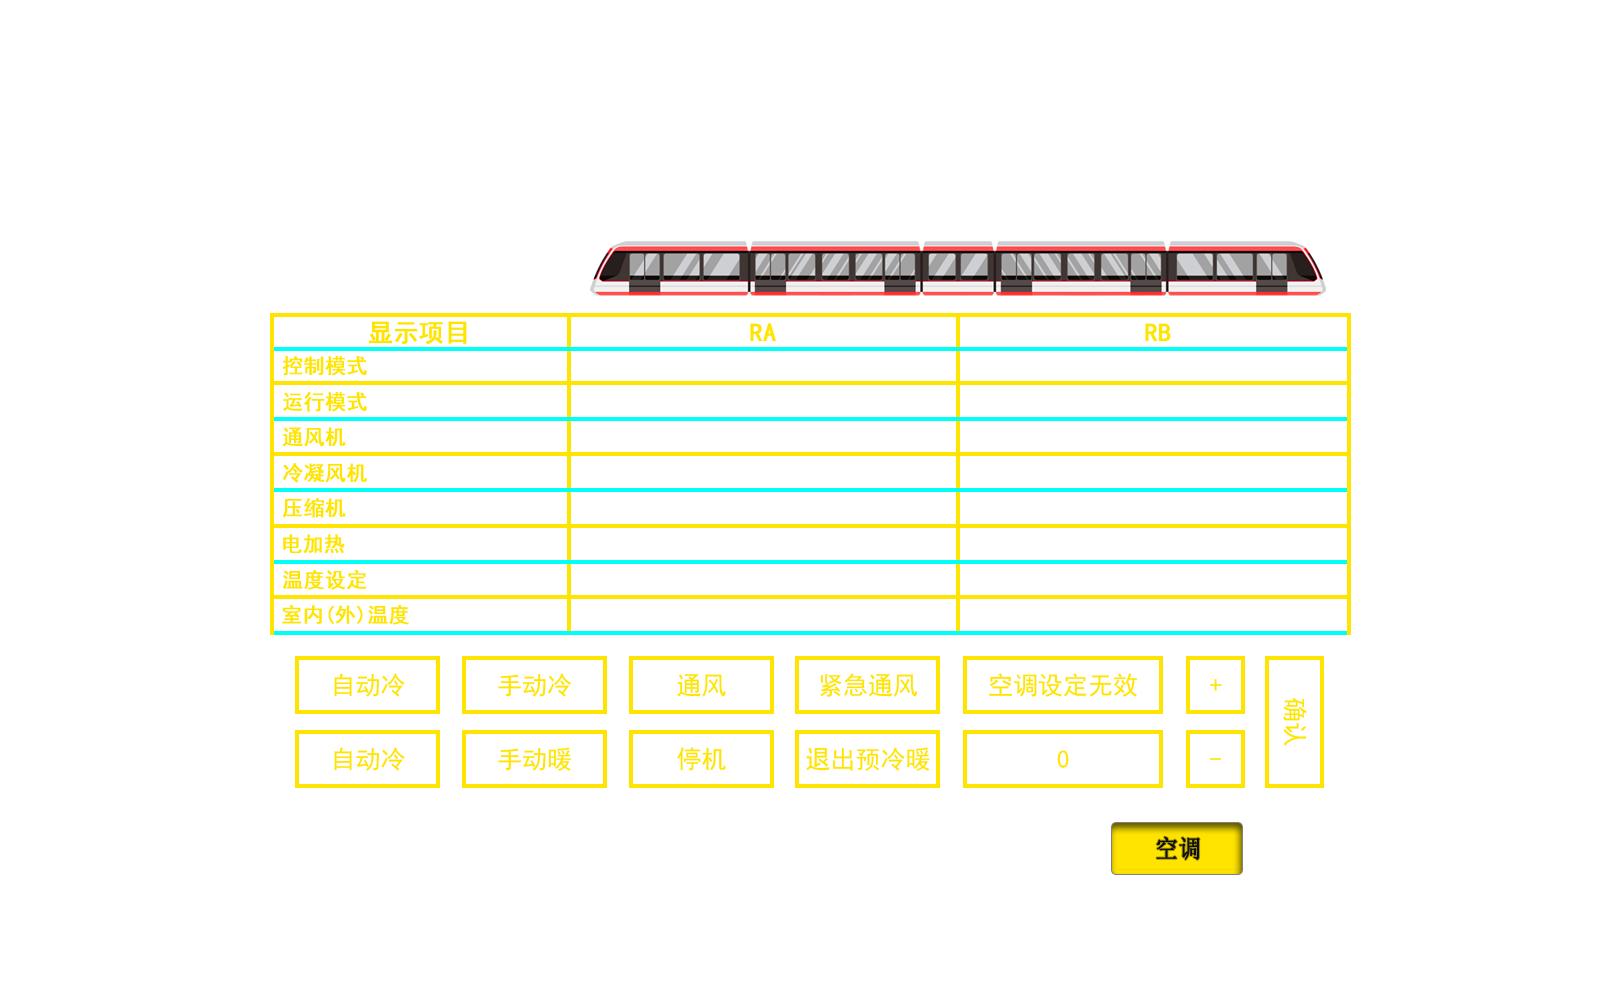 显示项目 RA RB
控制模式
运行模式
通风机
冷凝风机
压缩机
电加热
温度设定
室内(外)温度
自动冷 手动冷 通风 紧急通风 空调设定无效 +
确认
自动冷 手动暖 停机 退出预冷暖 0 -
空调